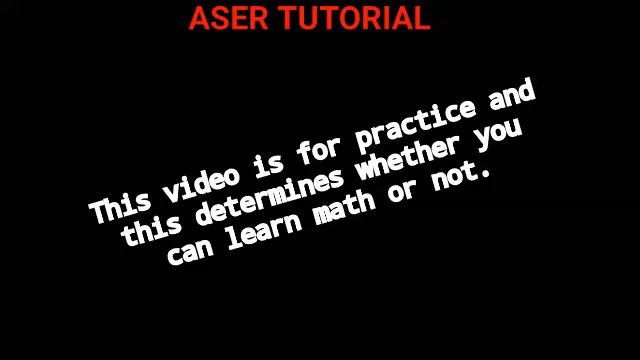 ASER TUTORIAL
This video is for practice and
this determines whether you
can learn math or not.